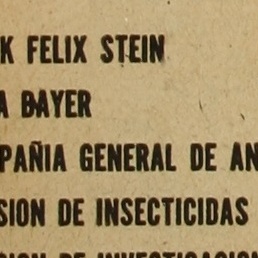 K FELIX STEIN
A BAYER
PAÑIA GENERAL DE AN
SION DE INSECTICIDAS